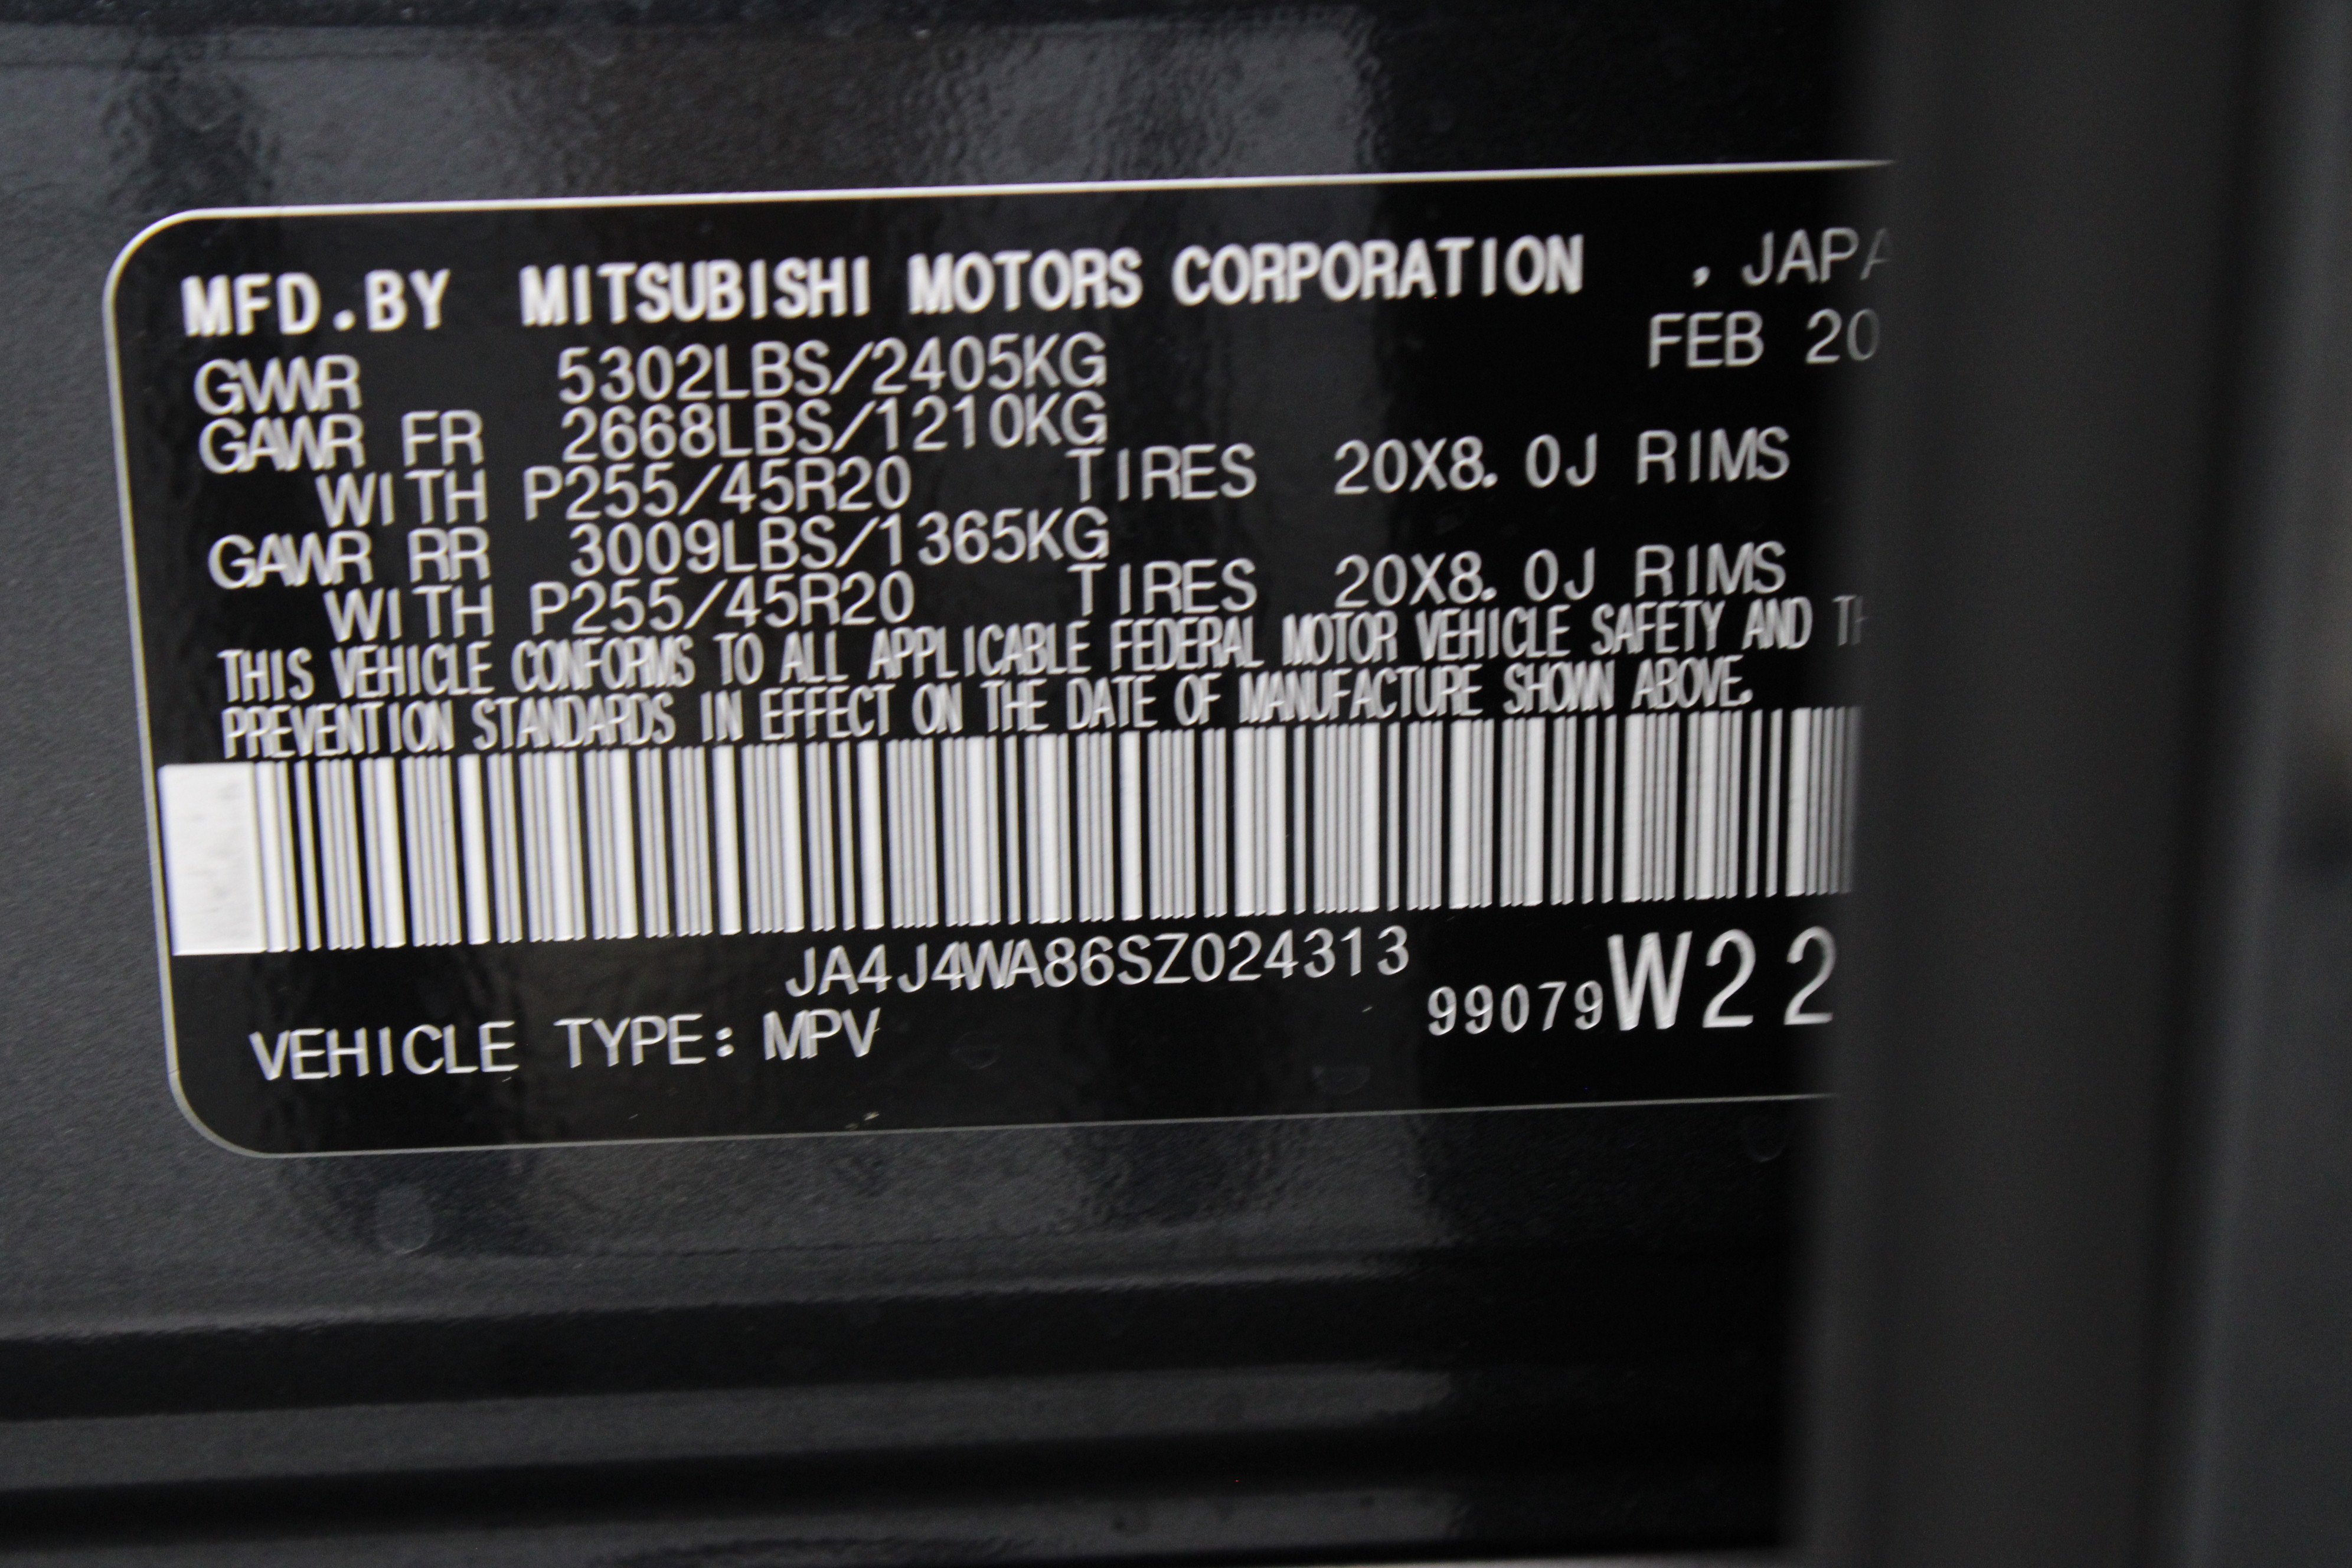 MFD.BY MITSUBISHI MOTORS CORPORATION , JAPA
FEB 20
GVWR 5302LBS/2405KG
GAWR FR 2668LBS/1210KG
WITH P255/45R20 TIRES 20X8.0J RIMS
GAWR RR 3009LBS/1365KG
WITH P255/45R20 TIRES 20X8.0J RIMS
THIS VEHICLE CONFORMS TO ALL APPLICABLE FEDERAL MOTOR VEHICLE SAFETY AND TH
PREVENTION STANDARDS IN EFFECT ON THE DATE OF MANUFACTURE SHOWN ABOVE.
JA4J4WA86SZ024313
99079W22
VEHICLE TYPE: MPV